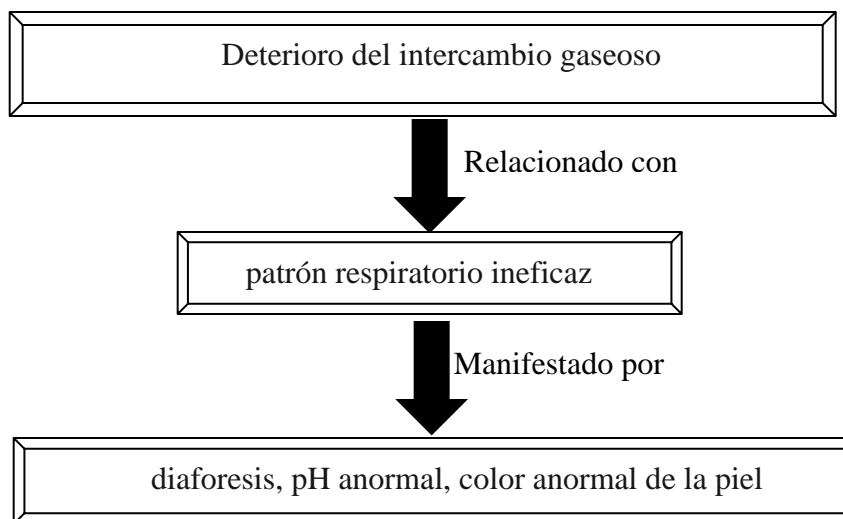 Deterioro del intercambio gaseoso
Relacionado con
patrón respiratorio ineficaz
Manifestado por
diaforesis, pH anormal, color anormal de la piel